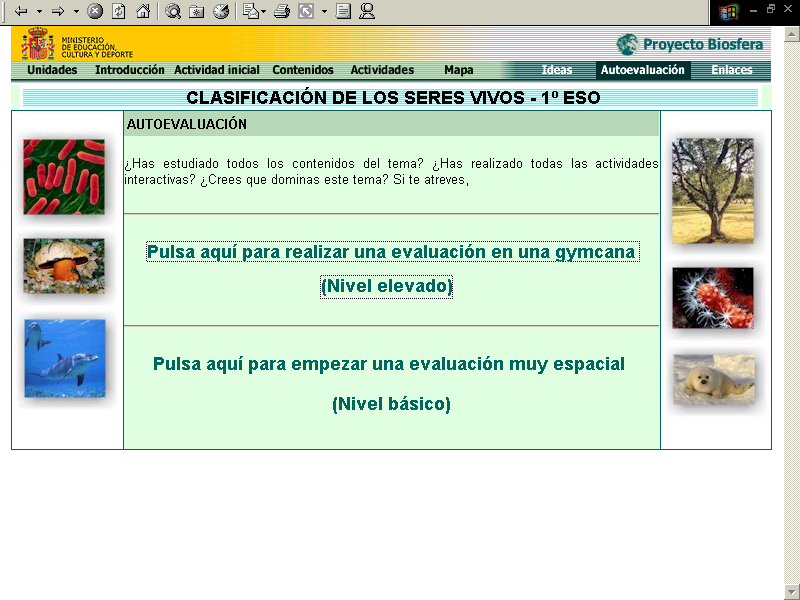 MINISTERIO
DE EDUCACIÓN,
CULTURA Y DEPORTE
Proyecto Biosfera
Unidades Introducción Actividad inicial Contenidos Actividades Mapa Ideas Autoevaluación Enlaces
CLASIFICACIÓN DE LOS SERES VIVOS - 1º ESO
AUTOEVALUACIÓN
¿Has estudiado todos los contenidos del tema? ¿Has realizado todas las actividades
interactivas? ¿Crees que dominas este tema? Si te atreves,
Pulsa aquí para realizar una evaluación en una gymcana
(Nivel elevado)
Pulsa aquí para empezar una evaluación muy espacial
(Nivel básico)